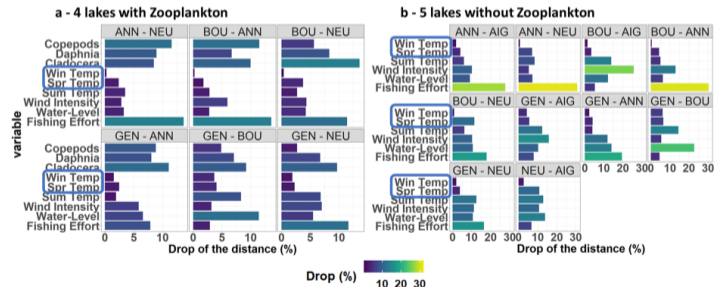 a - 4 lakes with Zooplankton
b - 5 lakes without Zooplankton
ANN - NEU
BOU - ANN
BOU - NEU
Copepods
Daphnia
Cladocera
Win Temp
Spr Temp
Sum Temp
Wind Intensity
Water-Level
Fishing Effort
GEN - ANN
GEN - BOU
GEN - NEU
Copepods
Daphnia
Cladocera
Win Temp
Spr Temp
Sum Temp
Wind Intensity
Water-Level
Fishing Effort
variable
0 5 10 0 5 10 0 5 10
Drop of the distance (%)
ANN - AIG
ANN - NEU
BOU - AIG
BOU - ANN
Win Temp
Spr Temp
Sum Temp
Wind Intensity
Water-Level
Fishing Effort
BOU - NEU
GEN - AIG
GEN - ANN
GEN - BOU
Win Temp
Spr Temp
Sum Temp
Wind Intensity
Water-Level
Fishing Effort
0 10 20 30 0 10 20 30
GEN - NEU
NEU - AIG
Win Temp
Spr Temp
Sum Temp
Wind Intensity
Water-Level
Fishing Effort
0 10 20 30 0 10 20 30
Drop of the distance (%)
Drop (%)
10 20 30